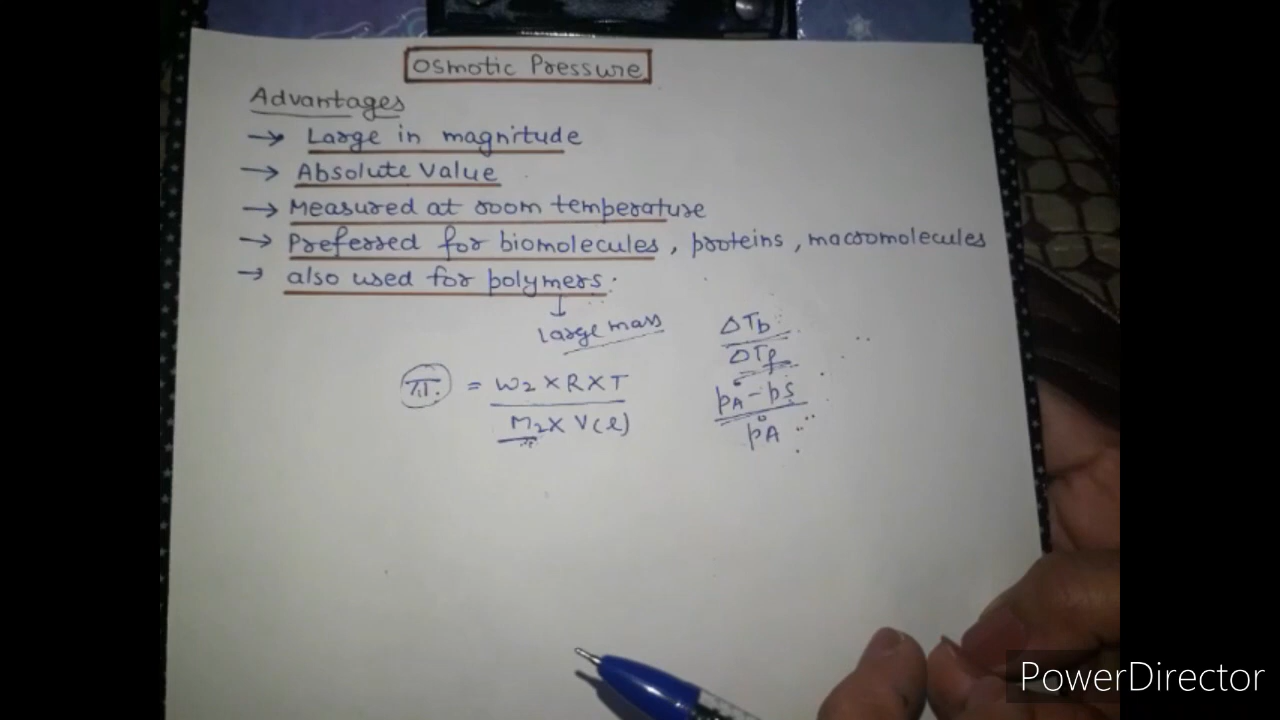 Osmotic Pressure
Advantages
→ Large in magnitude
→ Absolute Value
→ Measured at room temperature
→ Preferred for biomolecules, proteins, macromolecules
→ also used for polymers.
↓
Large mass
ΔTb
ΔTf
π = W2 × R × T
M2 × V(l)
p°A - ps
p°A
PowerDirector